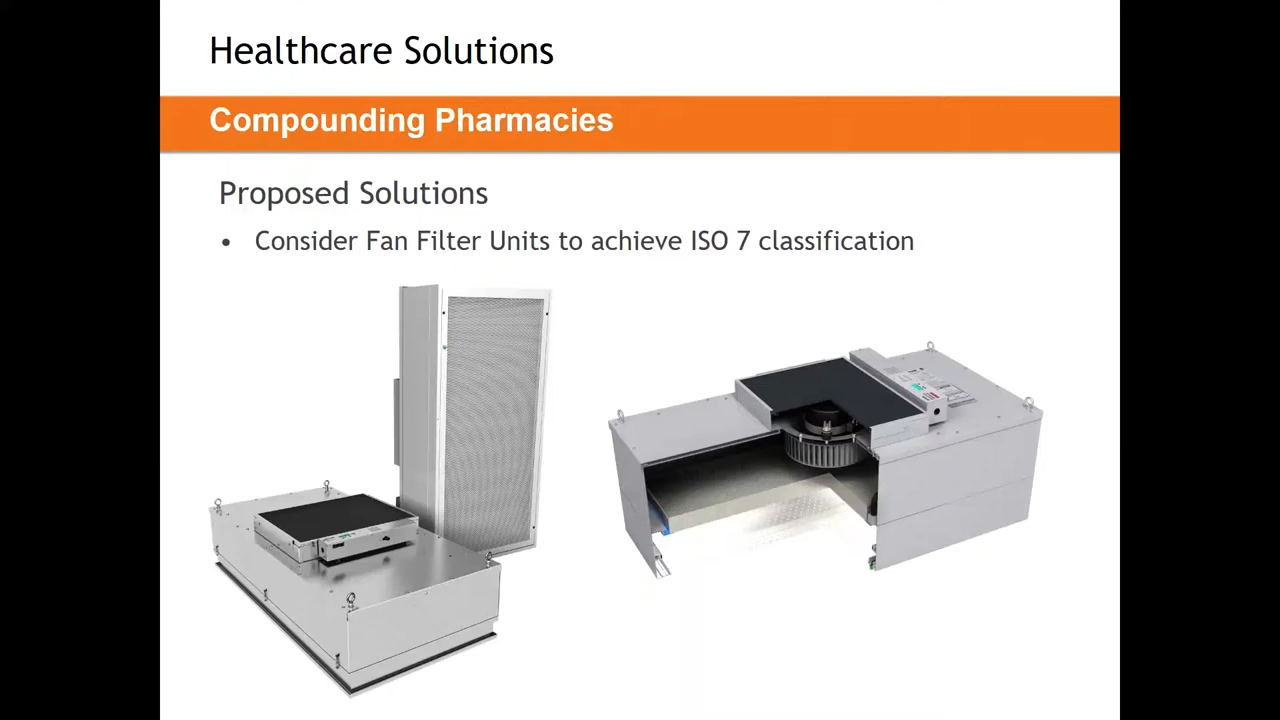 Healthcare Solutions
Compounding Pharmacies
Proposed Solutions
• Consider Fan Filter Units to achieve ISO 7 classification